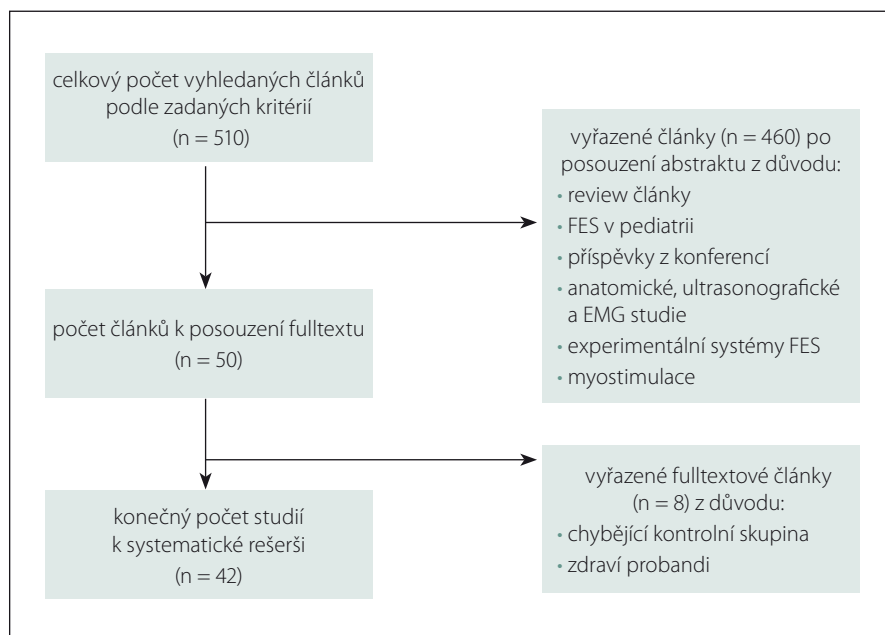 celkový počet vyhledaných článků
podle zadaných kritérií
(n = 510)
vyřazené články (n = 460) po
posouzení abstraktu z důvodu:
• review články
• FES v pediatrii
• příspěvky z konferencí
• anatomické, ultrasonografické
a EMG studie
• experimentální systémy FES
• myostimulace
počet článků k posouzení fulltextu
(n = 50)
vyřazené fulltextové články
(n = 8) z důvodu:
• chybějící kontrolní skupina
• zdraví probandi
konečný počet studií
k systematické rešerši
(n = 42)